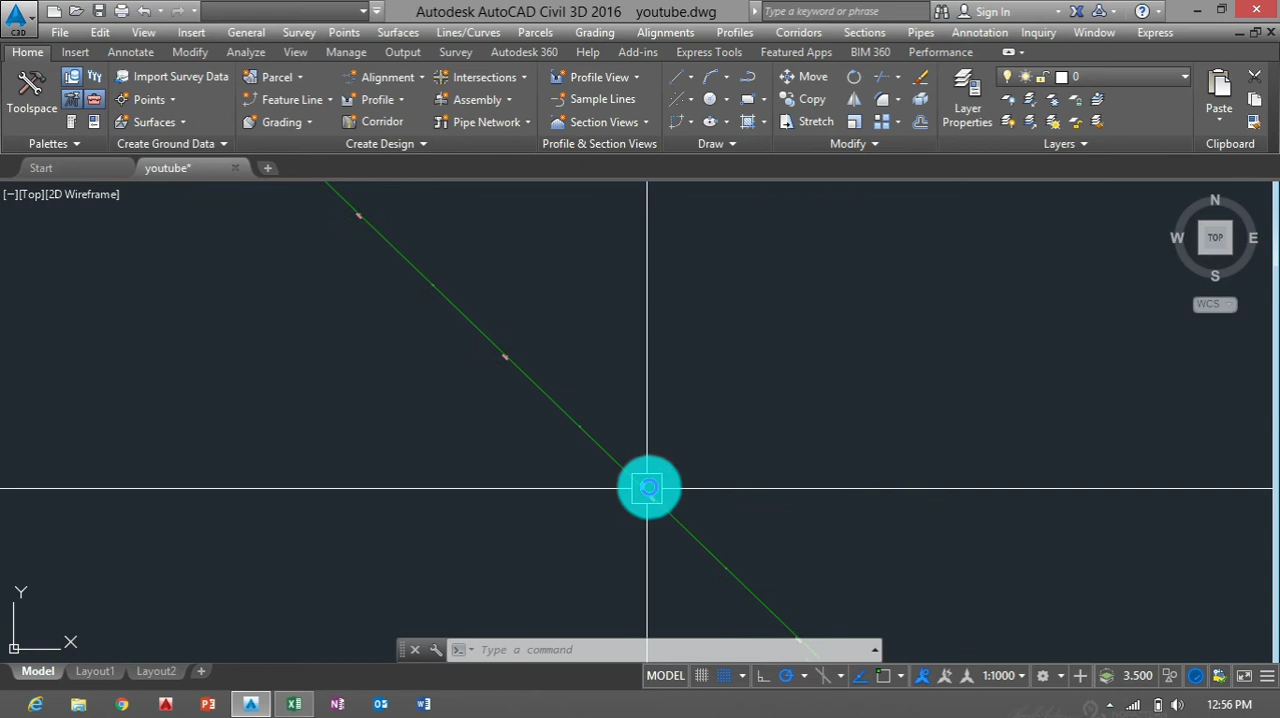 Autodesk AutoCAD Civil 3D 2016 youtube.dwg
Type a keyword or phrase
Sign In
C3D
File Edit View Insert General Survey Points Surfaces Lines/Curves Parcels Grading Alignments Profiles Corridors Sections Pipes Annotation Inquiry Window Express
Home Insert Annotate Modify Analyze View Manage Output Survey Autodesk 360 Help Add-ins Express Tools Featured Apps BIM 360 Performance
Import Survey Data Parcel Alignment Intersections Profile View Move 0
Toolspace Points Feature Line Profile Assembly Sample Lines Copy Layer Properties Paste
Surfaces Grading Corridor Pipe Network Section Views Stretch
Palettes Create Ground Data Create Design Profile & Section Views Draw Modify Layers Clipboard
Start youtube*
[−][Top][2D Wireframe]
N
W TOP E
S
WCS
Y
X
Type a command
Model Layout1 Layout2 +
MODEL 1:1000 3.500
12:56 PM